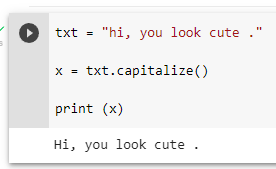 txt = "hi, you look cute ."
x = txt.capitalize()
print (x)
Hi, you look cute .